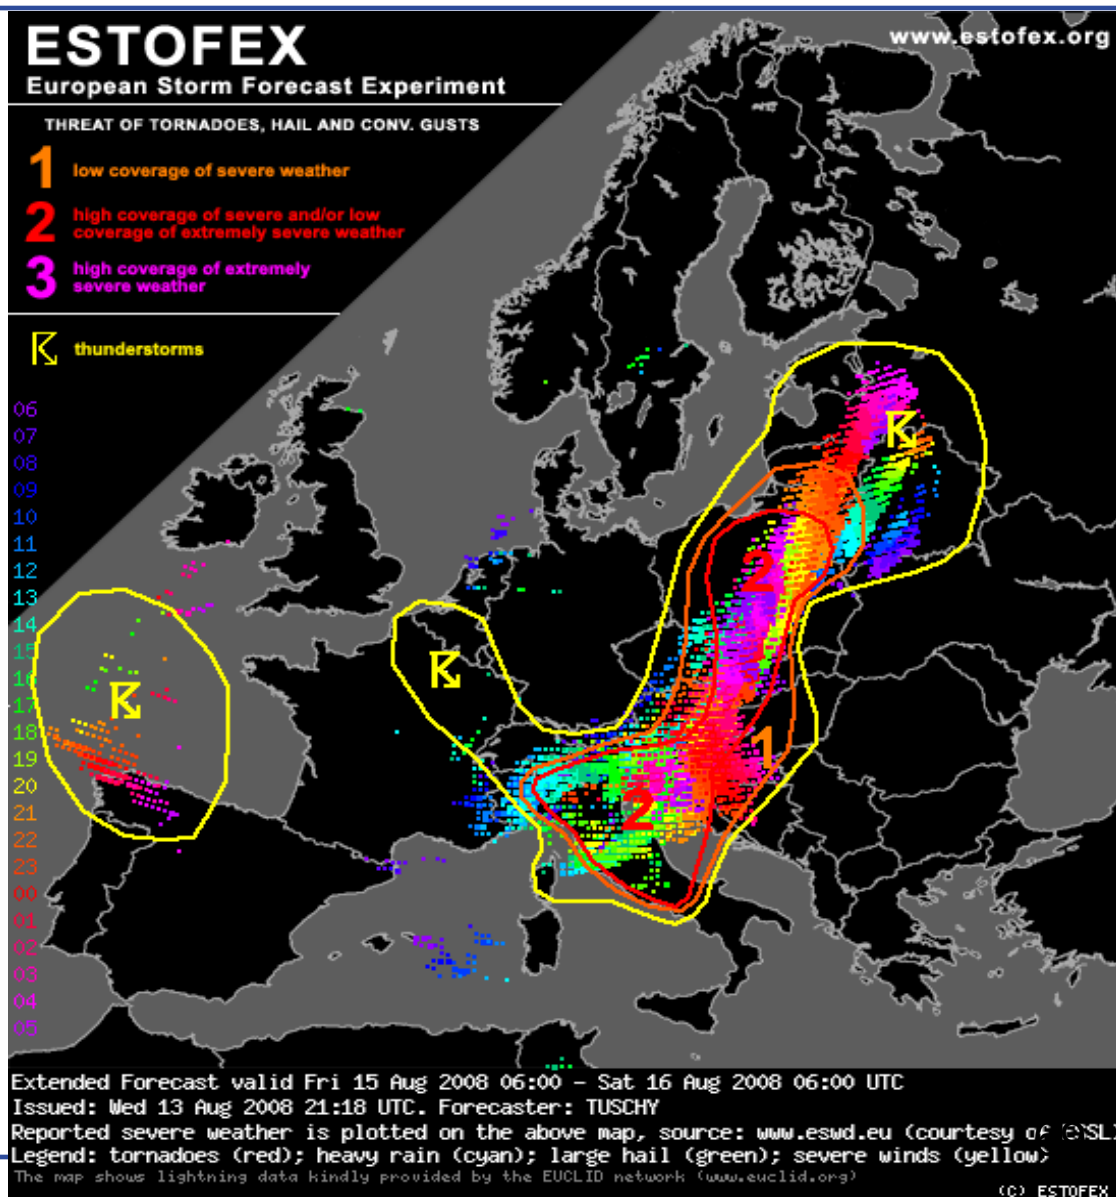 ESTOFEX
www.estofex.org
European Storm Forecast Experiment
THREAT OF TORNADOES, HAIL AND CONV. GUSTS
1 low coverage of severe weather
2 high coverage of severe and/or low
coverage of extremely severe weather
3 high coverage of extremely
severe weather
thunderstorms
06
07
08
09
10
11
12
13
14
15
16
17
18
19
20
21
22
23
00
01
02
03
04
05
2
1
2
Extended Forecast valid Fri 15 Aug 2008 06:00 – Sat 16 Aug 2008 06:00 UTC
Issued: Wed 13 Aug 2008 21:18 UTC. Forecaster: TUSCHY
Reported severe weather is plotted on the above map, source: www.eswd.eu (courtesy
Legend: tornadoes (red); heavy rain (cyan); large hail (green); severe winds (yellow)
The map shows lightning data kindly provided by the EUCLID network (www.euclid.org)
(C) ESTOFEX